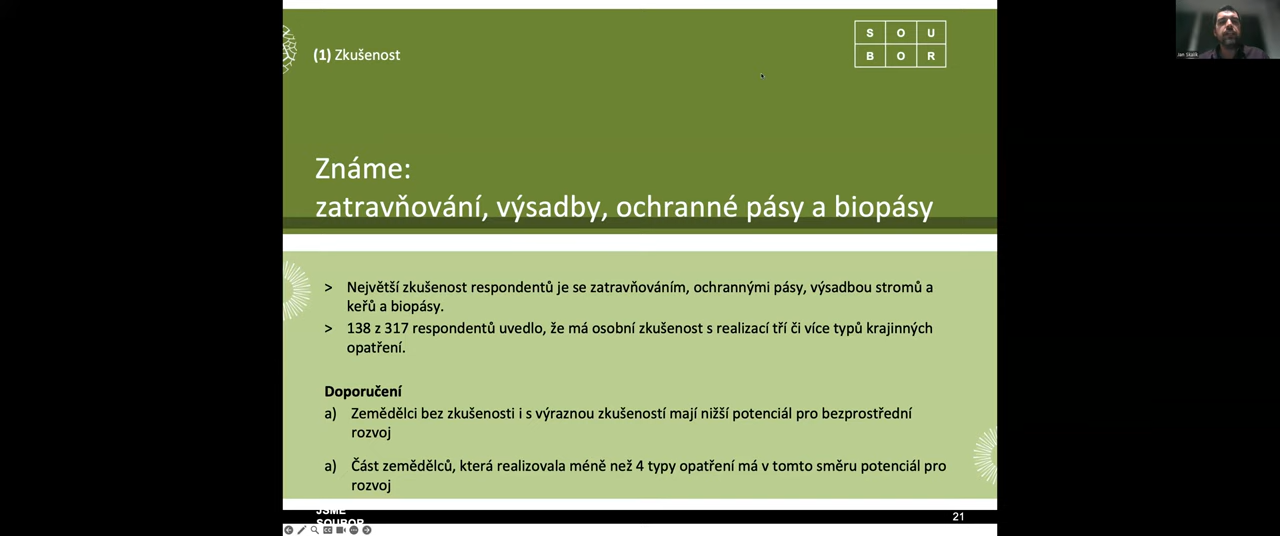 (1) Zkušenost
S O U
B O R
Jan Skalík
Známe:
zatravňování, výsadby, ochranné pásy a biopásy
> Největší zkušenost respondentů je se zatravňováním, ochrannými pásy, výsadbou stromů a
keřů a biopásy.
> 138 z 317 respondentů uvedlo, že má osobní zkušenost s realizací tří či více typů krajinných
opatření.
Doporučení
a) Zemědělci bez zkušenosti i s výraznou zkušeností mají nižší potenciál pro bezprostřední
rozvoj
a) Část zemědělců, která realizovala méně než 4 typy opatření má v tomto směru potenciál pro
rozvoj
JSME
SOUBOR
21